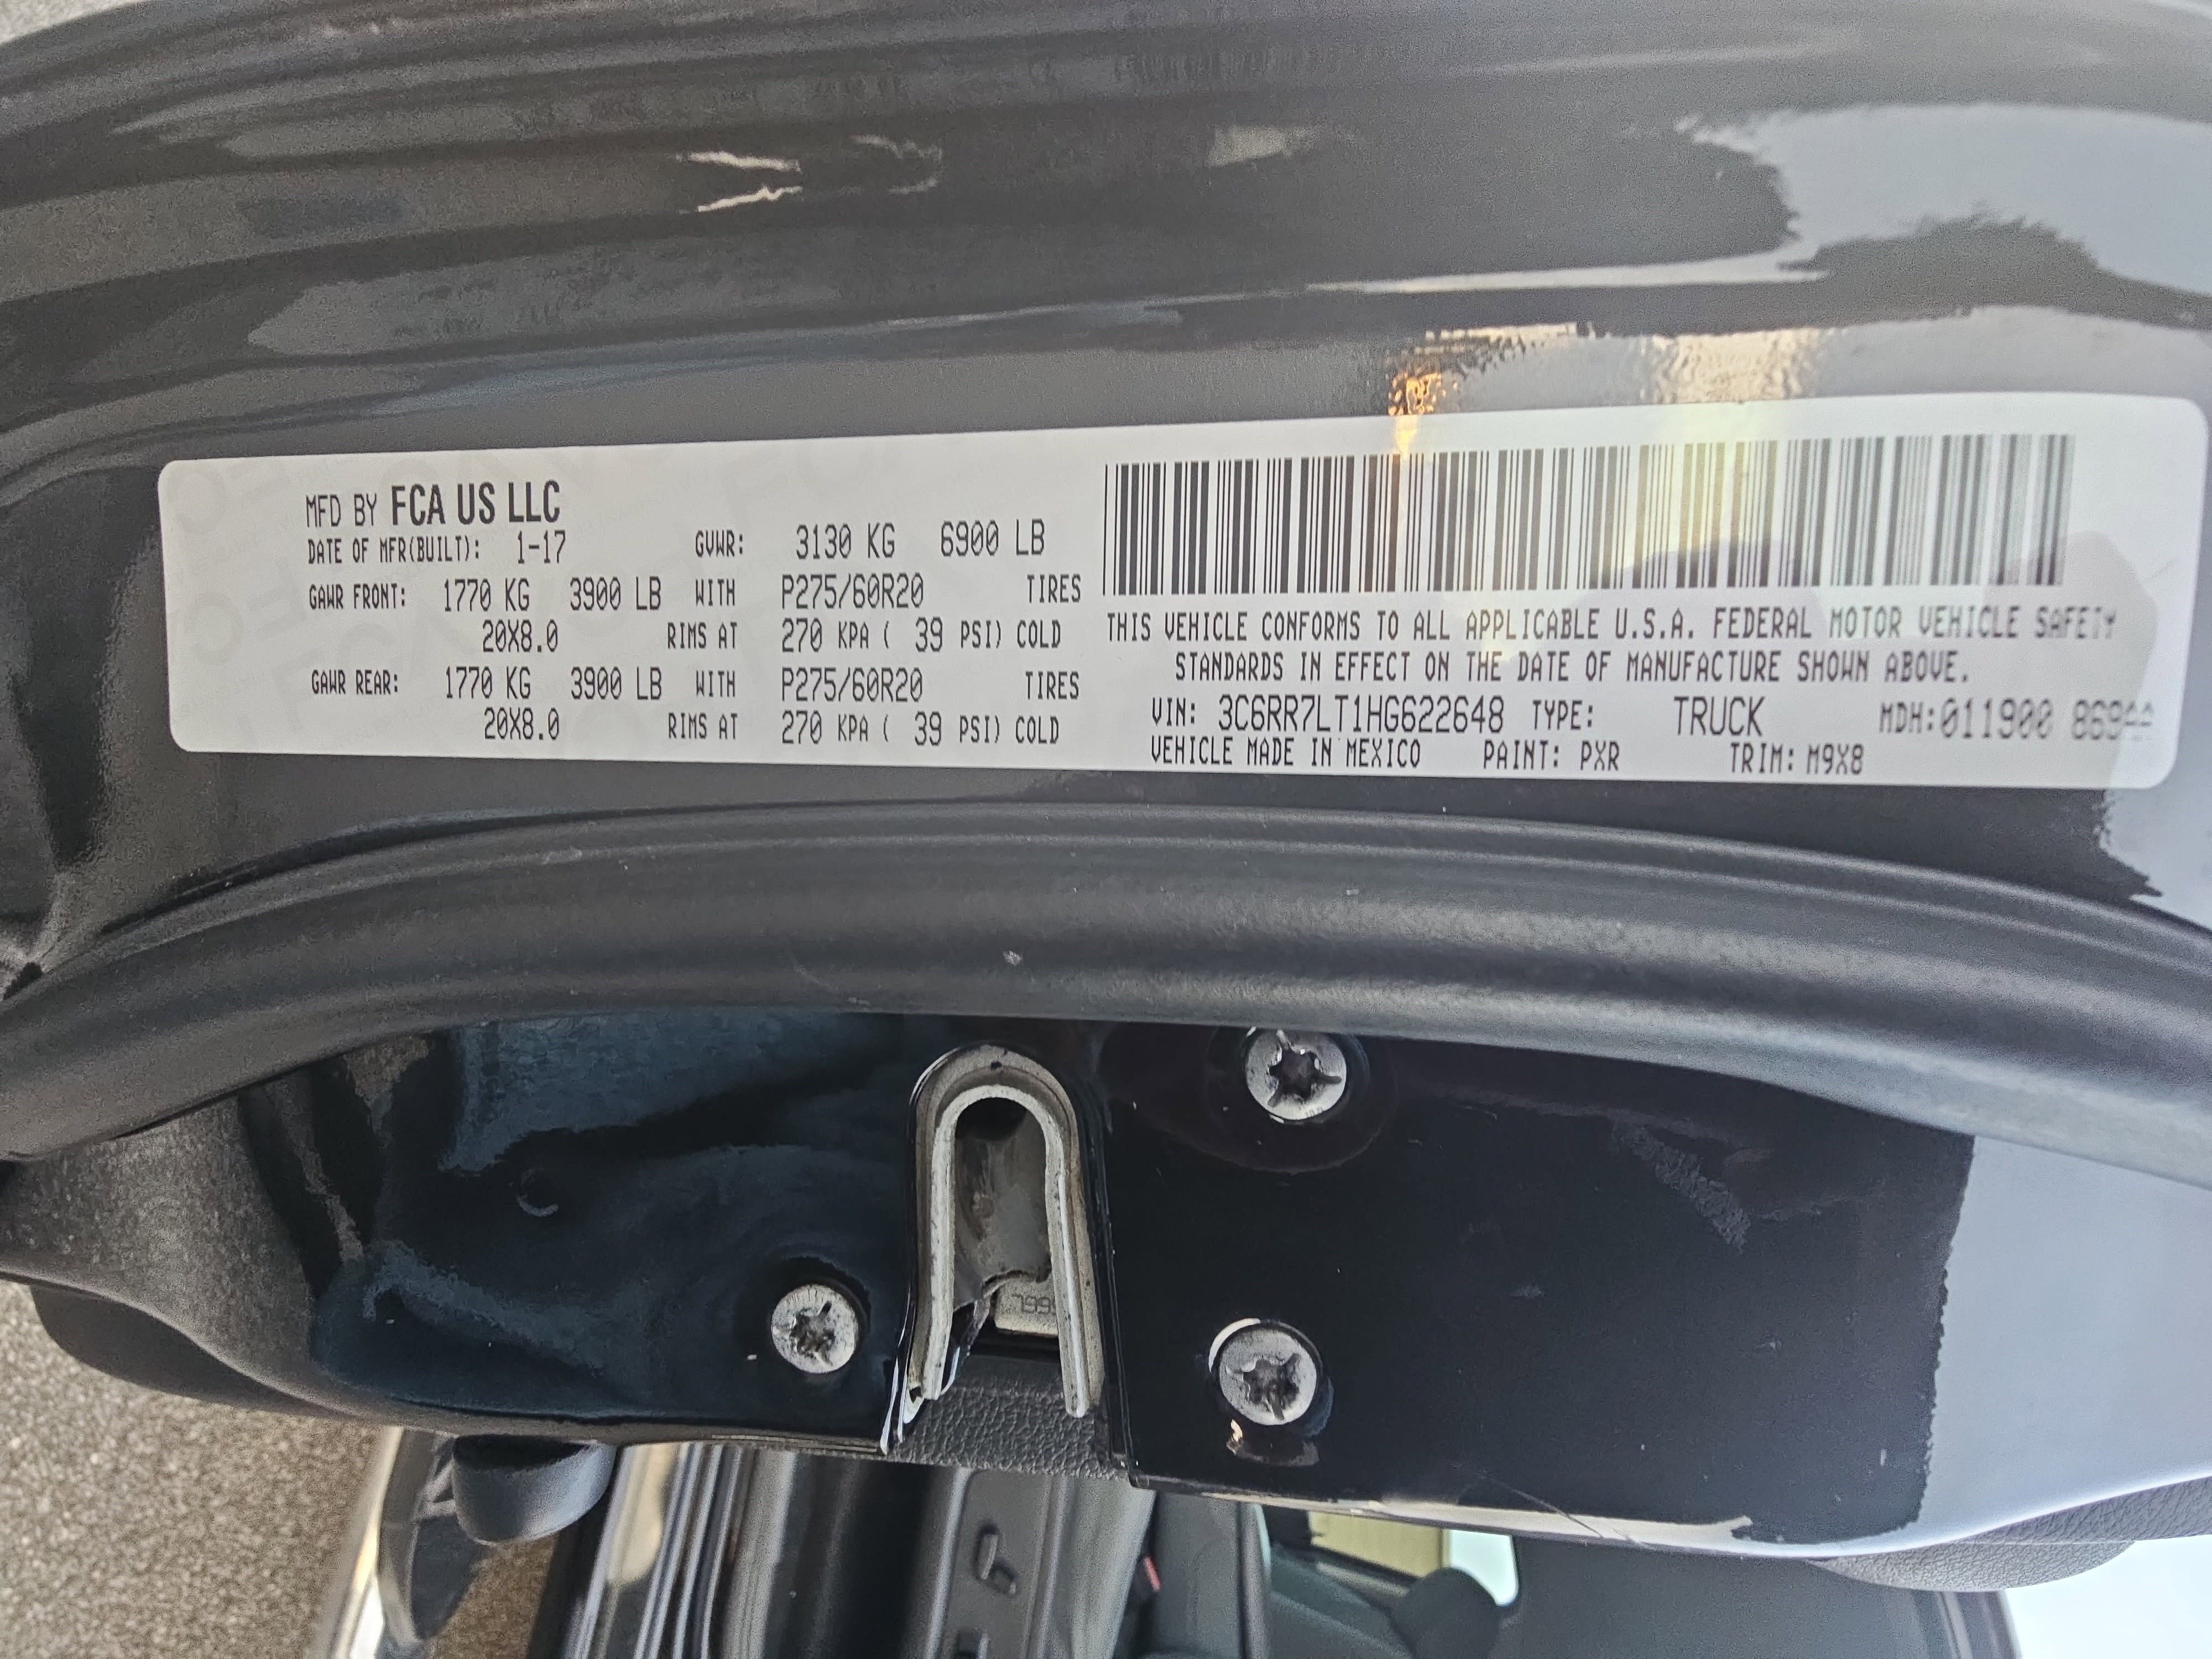 MFD BY FCA US LLC
DATE OF MFR(BUILT): 1-17 GVWR: 3130 KG 6900 LB
GAWR FRONT: 1770 KG 3900 LB WITH P275/60R20 TIRES
20X8.0 RIMS AT 270 KPA ( 39 PSI) COLD
GAWR REAR: 1770 KG 3900 LB WITH P275/60R20 TIRES
20X8.0 RIMS AT 270 KPA ( 39 PSI) COLD
THIS VEHICLE CONFORMS TO ALL APPLICABLE U.S.A. FEDERAL MOTOR VEHICLE SAFETY
STANDARDS IN EFFECT ON THE DATE OF MANUFACTURE SHOWN ABOVE.
VIN: 3C6RR7LT1HG622648 TYPE: TRUCK MDH:011900
VEHICLE MADE IN MEXICO PAINT: PXR TRIM: M9X8